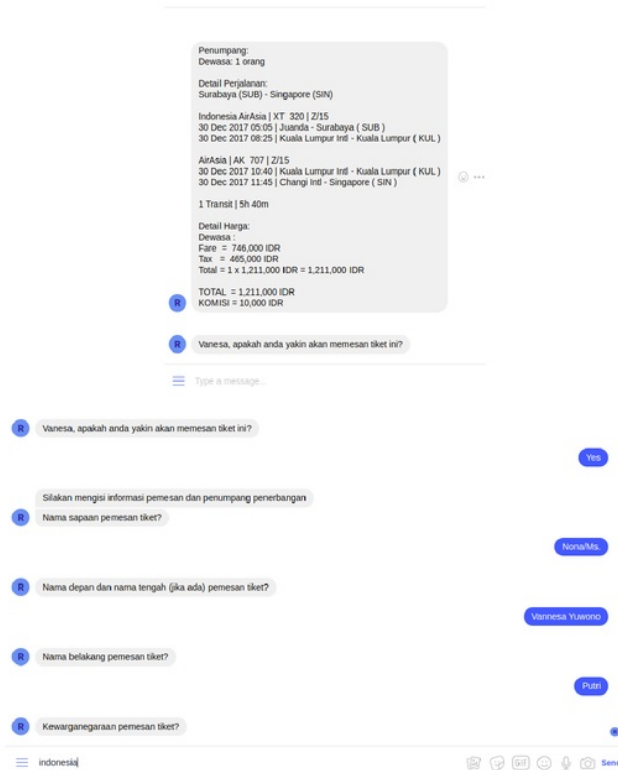 Penumpang:
Dewasa: 1 orang
Detail Perjalanan:
Surabaya (SUB) - Singapore (SIN)
Indonesia AirAsia | XT 320 | Z/15
30 Dec 2017 05:05 | Juanda - Surabaya ( SUB )
30 Dec 2017 08:25 | Kuala Lumpur Intl - Kuala Lumpur ( KUL )
AirAsia | AK 707 | Z/15
30 Dec 2017 10:40 | Kuala Lumpur Intl - Kuala Lumpur ( KUL )
30 Dec 2017 11:45 | Changi Intl - Singapore ( SIN )
1 Transit | 5h 40m
Detail Harga:
Dewasa :
Fare = 746,000 IDR
Tax = 465,000 IDR
Total = 1 x 1,211,000 IDR = 1,211,000 IDR
TOTAL = 1,211,000 IDR
R KOMISI = 10,000 IDR
R Vanesa, apakah anda yakin akan memesan tiket ini?
Type a message...
R Vanesa, apakah anda yakin akan memesan tiket ini?
Yes
Silakan mengisi informasi pemesan dan penumpang penerbangan
R Nama sapaan pemesan tiket?
Nona/Ms.
R Nama depan dan nama tengah (jika ada) pemesan tiket?
Vannesa Yuwono
R Nama belakang pemesan tiket?
Putri
R Kewarganegaraan pemesan tiket?
indonesia GIF Send